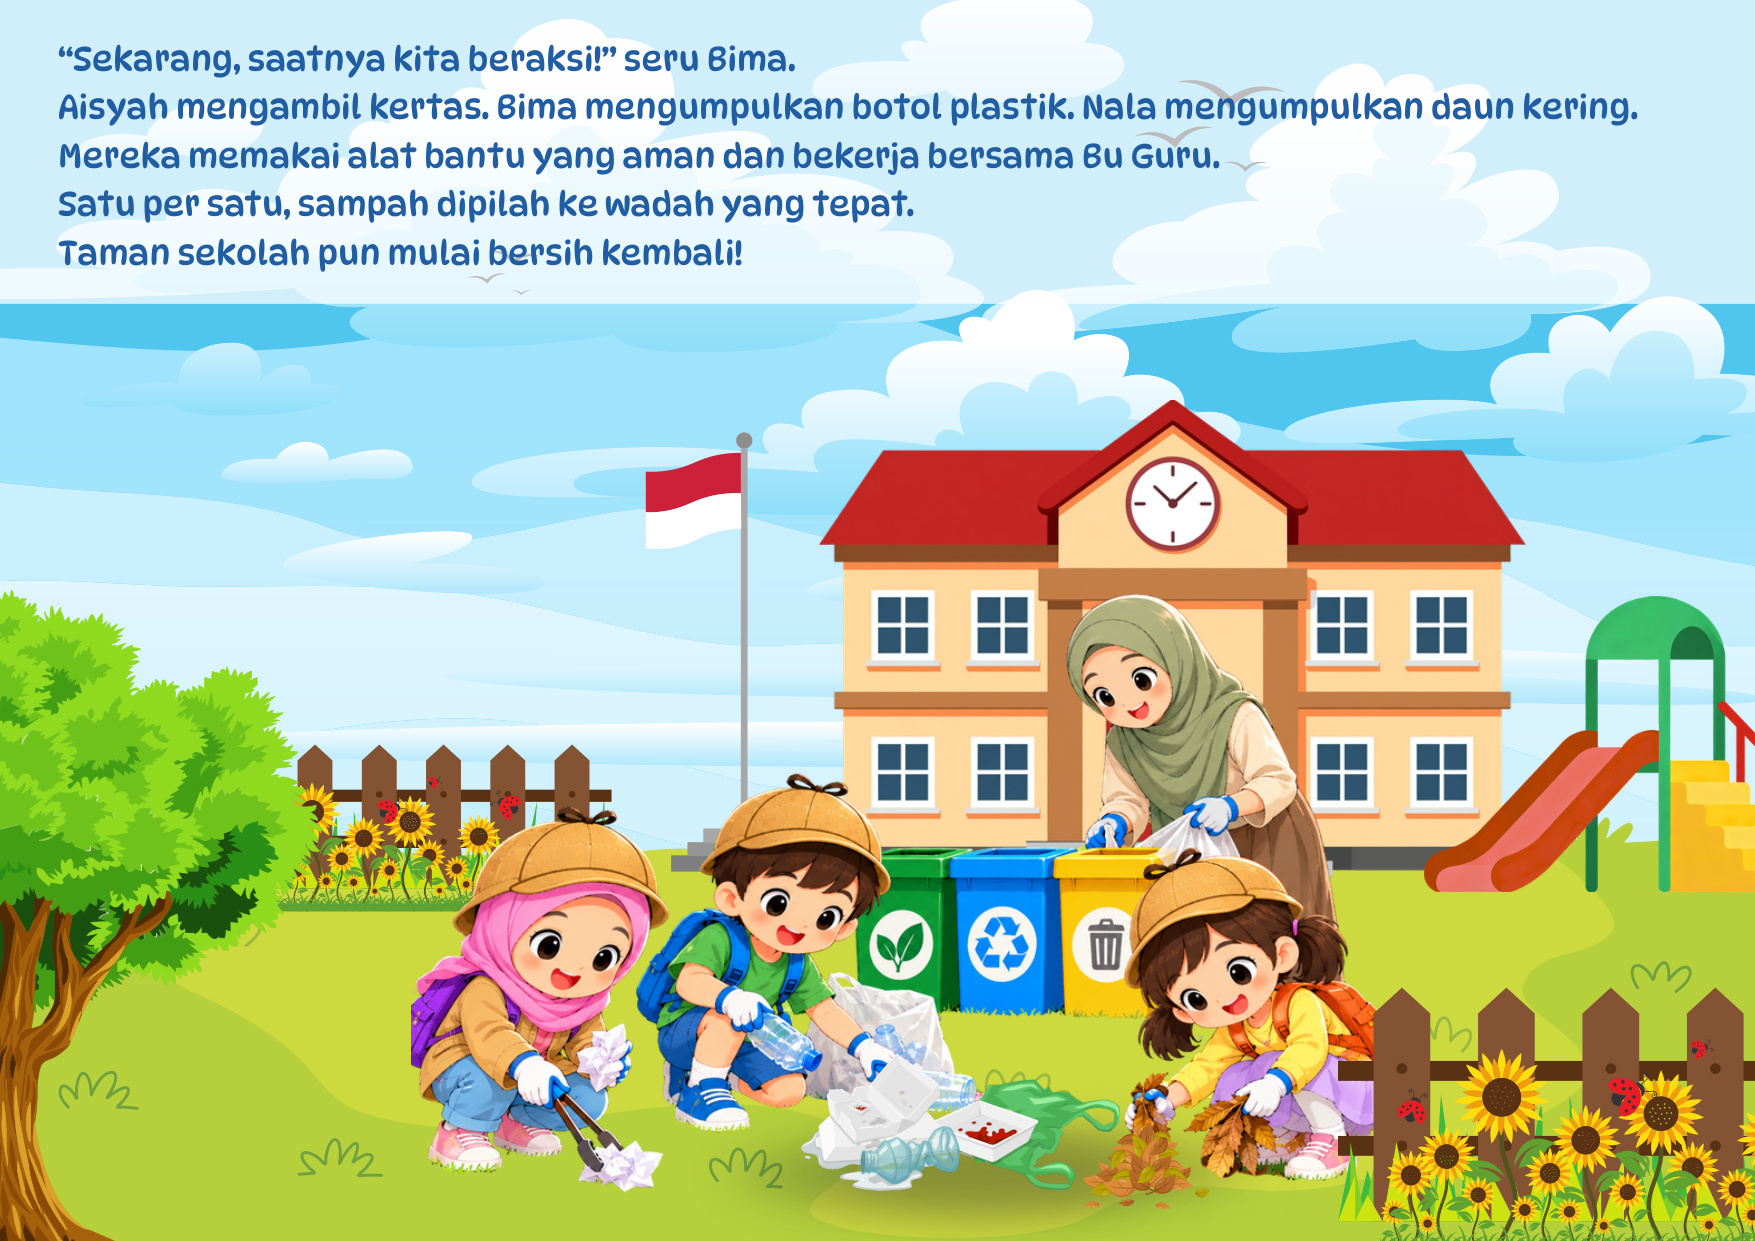 “Sekarang, saatnya kita beraksi!” seru Bima.
Aisyah mengambil kertas. Bima mengumpulkan botol plastik. Nala mengumpulkan daun kering.
Mereka memakai alat bantu yang aman dan bekerja bersama Bu Guru.
Satu per satu, sampah dipilah ke wadah yang tepat.
Taman sekolah pun mulai bersih kembali!